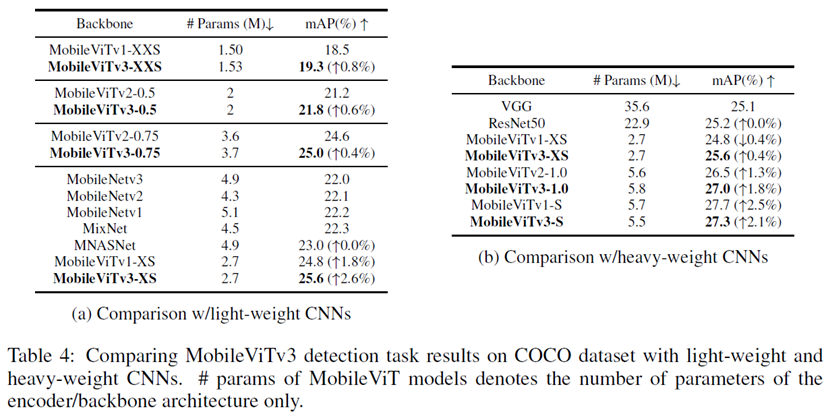 Backbone # Params (M)↓ mAP(%) ↑
MobileViTv1-XXS 1.50 18.5
MobileViTv3-XXS 1.53 19.3 (↑0.8%)
MobileViTv2-0.5 2 21.2
MobileViTv3-0.5 2 21.8 (↑0.6%)
MobileViTv2-0.75 3.6 24.6
MobileViTv3-0.75 3.7 25.0 (↑0.4%)
MobileNetv3 4.9 22.0
MobileNetv2 4.3 22.1
MobileNetv1 5.1 22.2
MixNet 4.5 22.3
MNASNet 4.9 23.0 (↑0.0%)
MobileViTv1-XS 2.7 24.8 (↑1.8%)
MobileViTv3-XS 2.7 25.6 (↑2.6%)
(a) Comparison w/light-weight CNNs
Backbone # Params (M)↓ mAP(%) ↑
VGG 35.6 25.1
ResNet50 22.9 25.2 (↑0.0%)
MobileViTv1-XS 2.7 24.8 (↓0.4%)
MobileViTv3-XS 2.7 25.6 (↑0.4%)
MobileViTv2-1.0 5.6 26.5 (↑1.3%)
MobileViTv3-1.0 5.8 27.0 (↑1.8%)
MobileViTv1-S 5.7 27.7 (↑2.5%)
MobileViTv3-S 5.5 27.3 (↑2.1%)
(b) Comparison w/heavy-weight CNNs
Table 4: Comparing MobileViTv3 detection task results on COCO dataset with light-weight and
heavy-weight CNNs. # params of MobileViT models denotes the number of parameters of the
encoder/backbone architecture only.